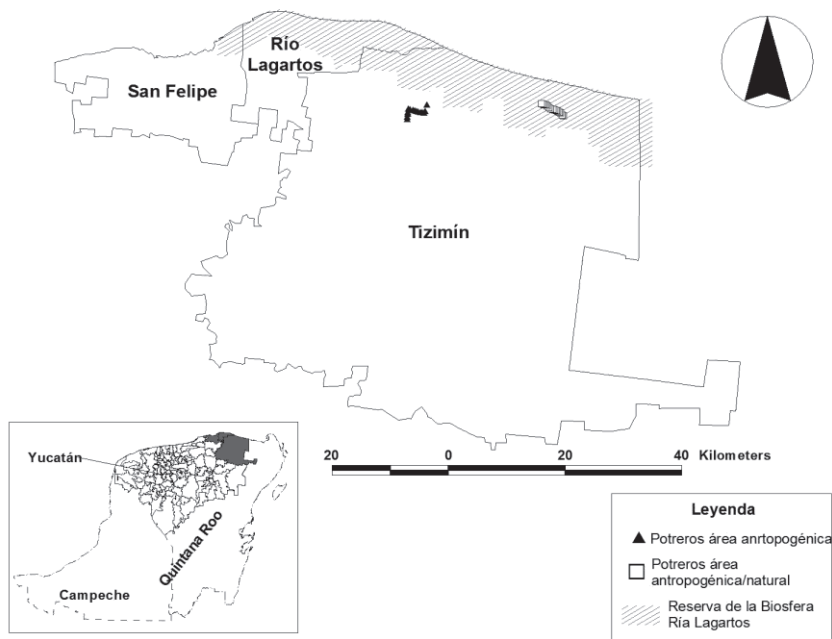 Río
Lagartos
San Felipe
Tizimín
20 0 20 40 Kilometers
Yucatán
Quintana Roo
Campeche
Leyenda
Potreros área anrtopogénica
Potreros área
antropogénica/natural
Reserva de la Biosfera
Ría Lagartos